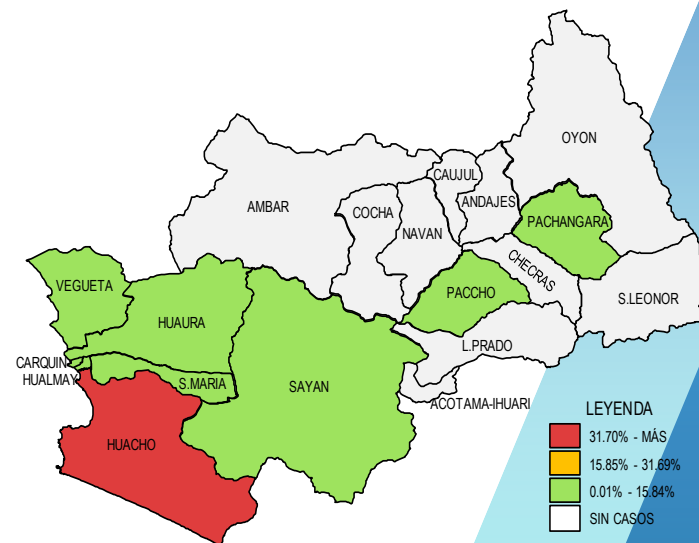 OYON
CAUJUL
ANDAJES
AMBAR
COCHA
NAVAN
PACHANGARA
CHECRAS
VEGUETA
PACCHO
S.LEONOR
HUAURA
L.PRADO
CARQUIN
HUALMAY
S.MARIA
SAYAN
ACOTAMA-IHUARI
HUACHO
LEYENDA
31.70% - MÁS
15.85% - 31.69%
0.01% - 15.84%
SIN CASOS